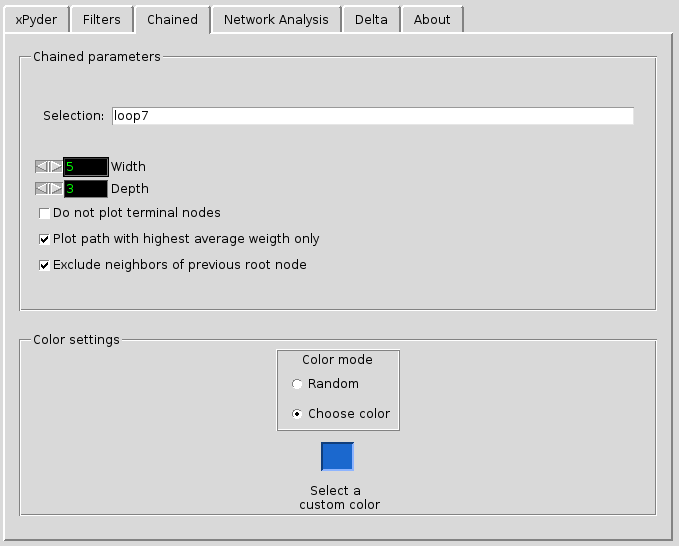 xPyder Filters Chained Network Analysis Delta About
Chained parameters
Selection: loop7
5 Width
3 Depth
Do not plot terminal nodes
Plot path with highest average weigth only
Exclude neighbors of previous root node
Color settings
Color mode
Random
Choose color
Select a
custom color